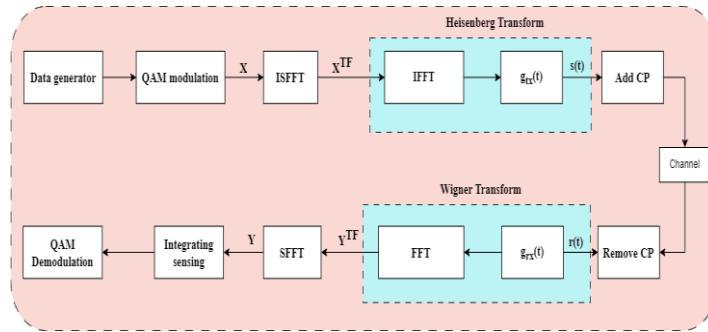 Heisenberg Transform
Data generator
QAM modulation
X
ISFFT
X^TF
IFFT
g_tx(t)
s(t)
Add CP
Channel
Wigner Transform
QAM
Demodulation
Integrating
sensing
Y
SFFT
Y^TF
FFT
g_rx(t)
r(t)
Remove CP